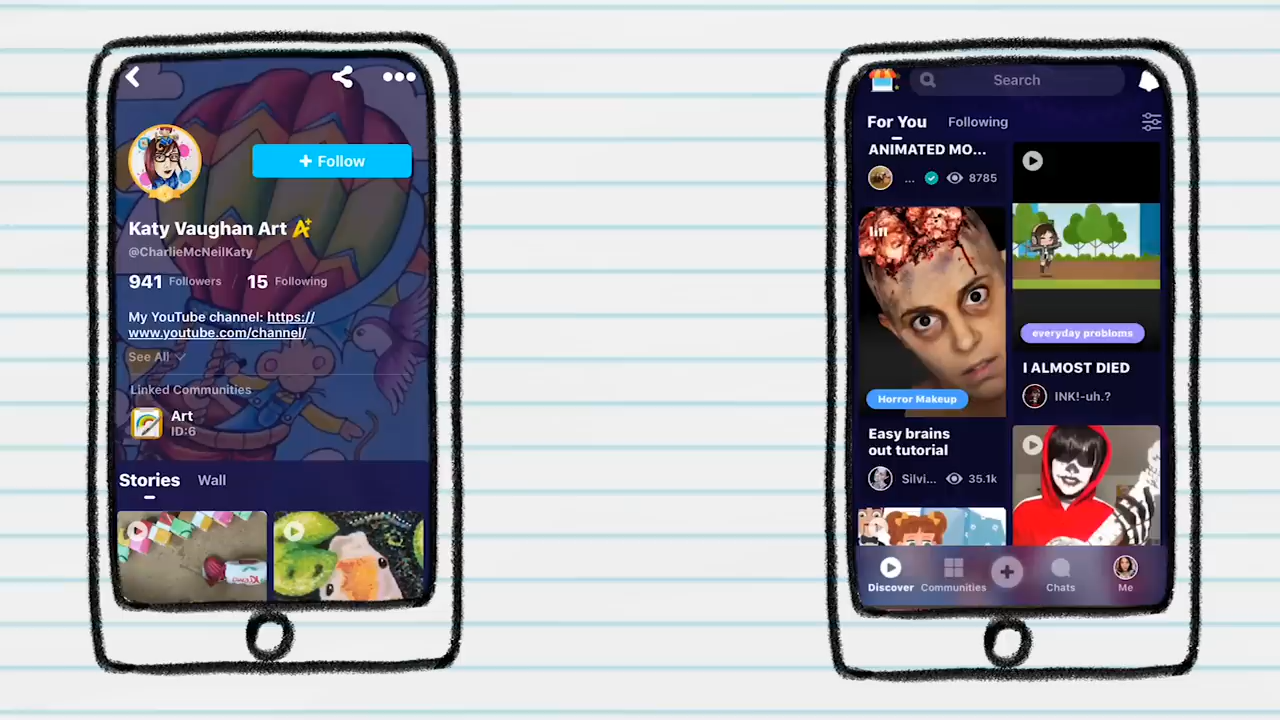 + Follow
Katy Vaughan Art A+
@CharlieMcNeilKaty
941 Followers / 15 Following
My YouTube channel: https://
www.youtube.com/channel/
See All
Linked Communities
Art
ID:6
Stories Wall
Search
For You Following
ANIMATED MO...
... 8785
Horror Makeup
Easy brains
out tutorial
Silvi... 35.1k
everyday probloms
I ALMOST DIED
INK!-uh.?
Discover Communities + Chats Me